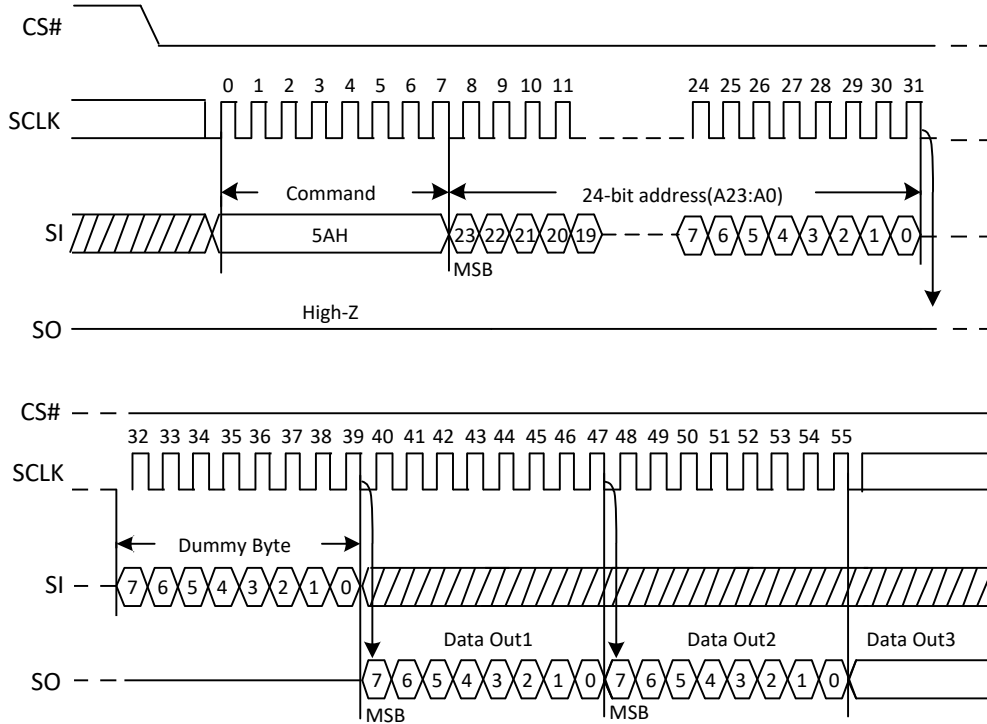 CS#
0 1 2 3 4 5 6 7 8 9 10 11 24 25 26 27 28 29 30 31
SCLK
Command 24-bit address(A23:A0)
SI 5AH 23 22 21 20 19 7 6 5 4 3 2 1 0
MSB
High-Z
SO
CS#
32 33 34 35 36 37 38 39 40 41 42 43 44 45 46 47 48 49 50 51 52 53 54 55
SCLK
Dummy Byte
SI 7 6 5 4 3 2 1 0
Data Out1 Data Out2 Data Out3
SO 7 6 5 4 3 2 1 0 7 6 5 4 3 2 1 0
MSB MSB